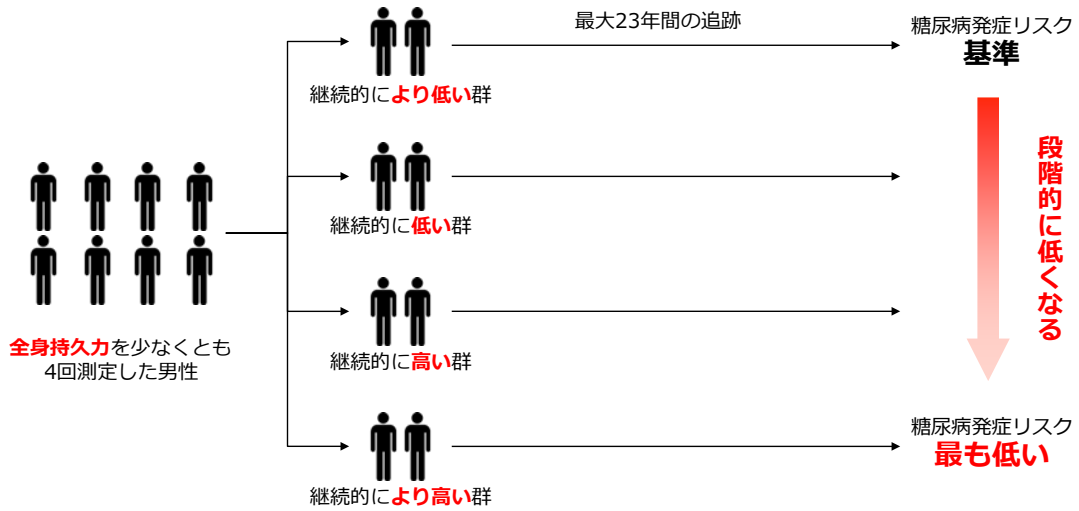 最大23年間の追跡
糖尿病発症リスク
基準
継続的により低い群
継続的に低い群
段階的に低くなる
全身持久力を少なくとも
4回測定した男性
継続的に高い群
糖尿病発症リスク
最も低い
継続的により高い群